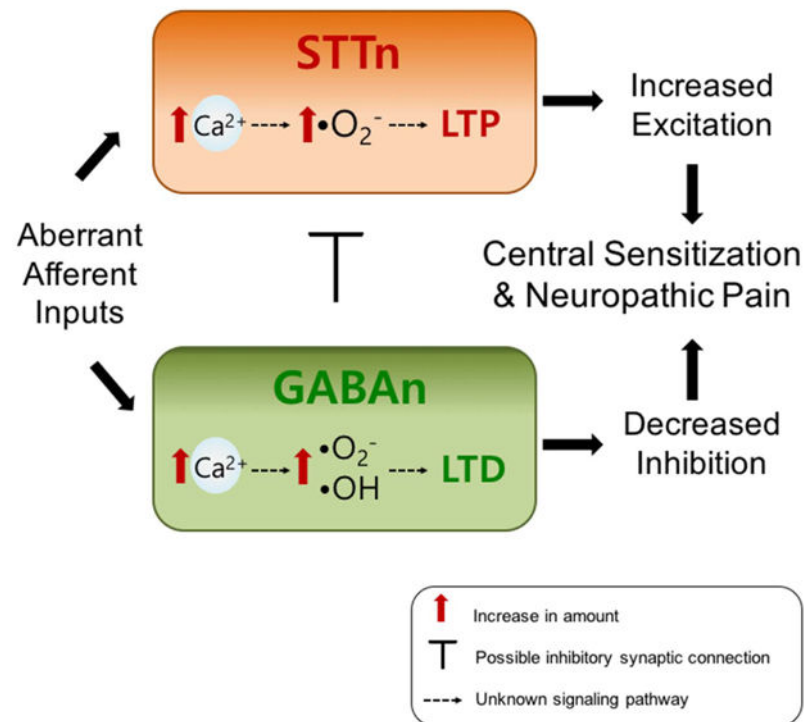 STTn
Ca²⁺ •O₂⁻ LTP
Increased
Excitation
Aberrant
Afferent
Inputs
Central Sensitization
& Neuropathic Pain
GABAn
Ca²⁺ •O₂⁻ •OH LTD
Decreased
Inhibition
Increase in amount
Possible inhibitory synaptic connection
Unknown signaling pathway